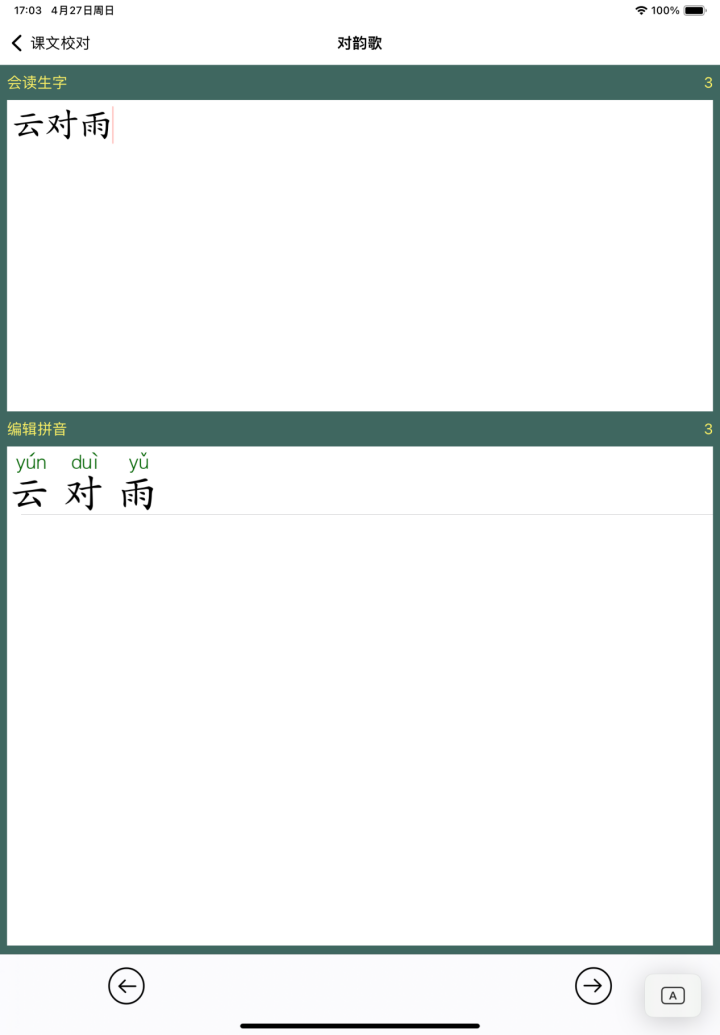 17:03 4月27日周日 100%
课文校对 对韵歌
会读生字 3
云对雨
编辑拼音 3
yún duì yǔ
云 对 雨
A